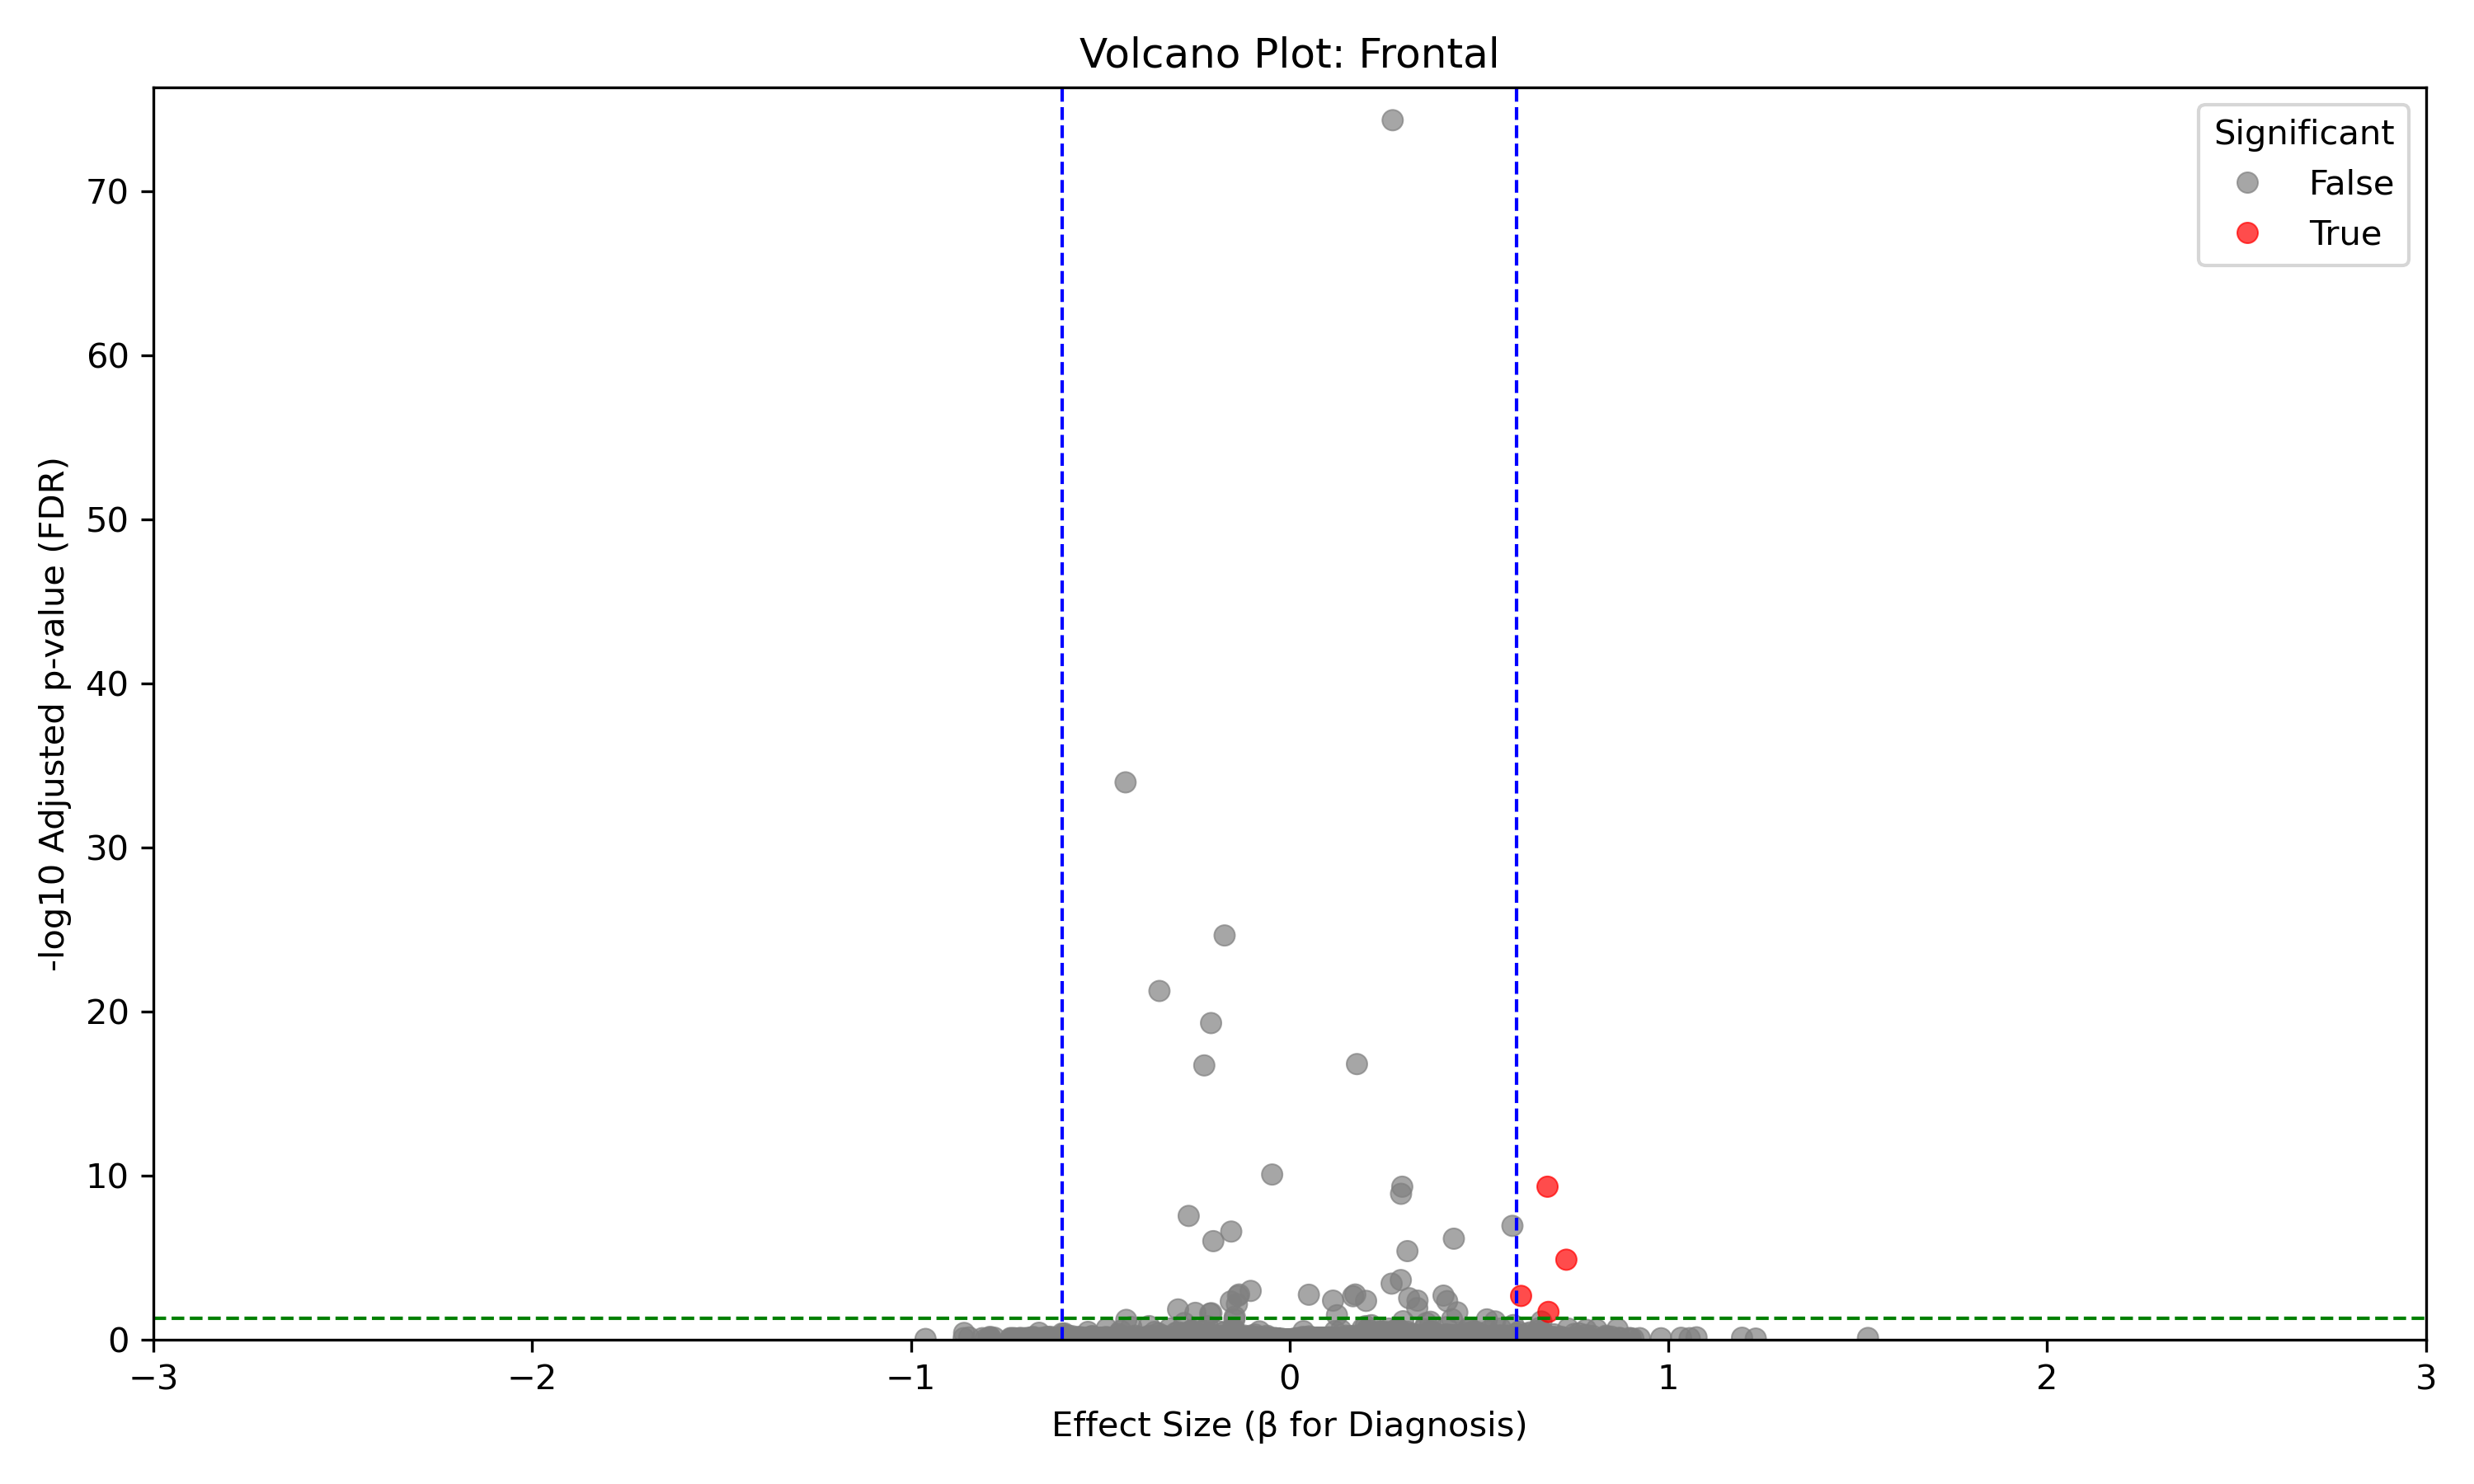 Volcano Plot: Frontal
Significant
False
True
-log10 Adjusted p-value (FDR)
70
60
50
40
30
20
10
0
−3
−2
−1
0
1
2
3
Effect Size (β for Diagnosis)